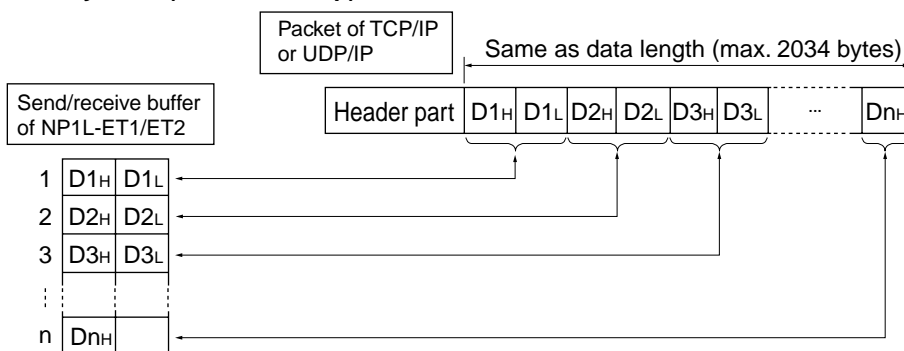 Packet of TCP/IP
or UDP/IP
Same as data length (max. 2034 bytes)
Send/receive buffer
of NP1L-ET1/ET2
Header part D1H D1L D2H D2L D3H D3L ... DnH
1 D1H D1L
2 D2H D2L
3 D3H D3L
n DnH